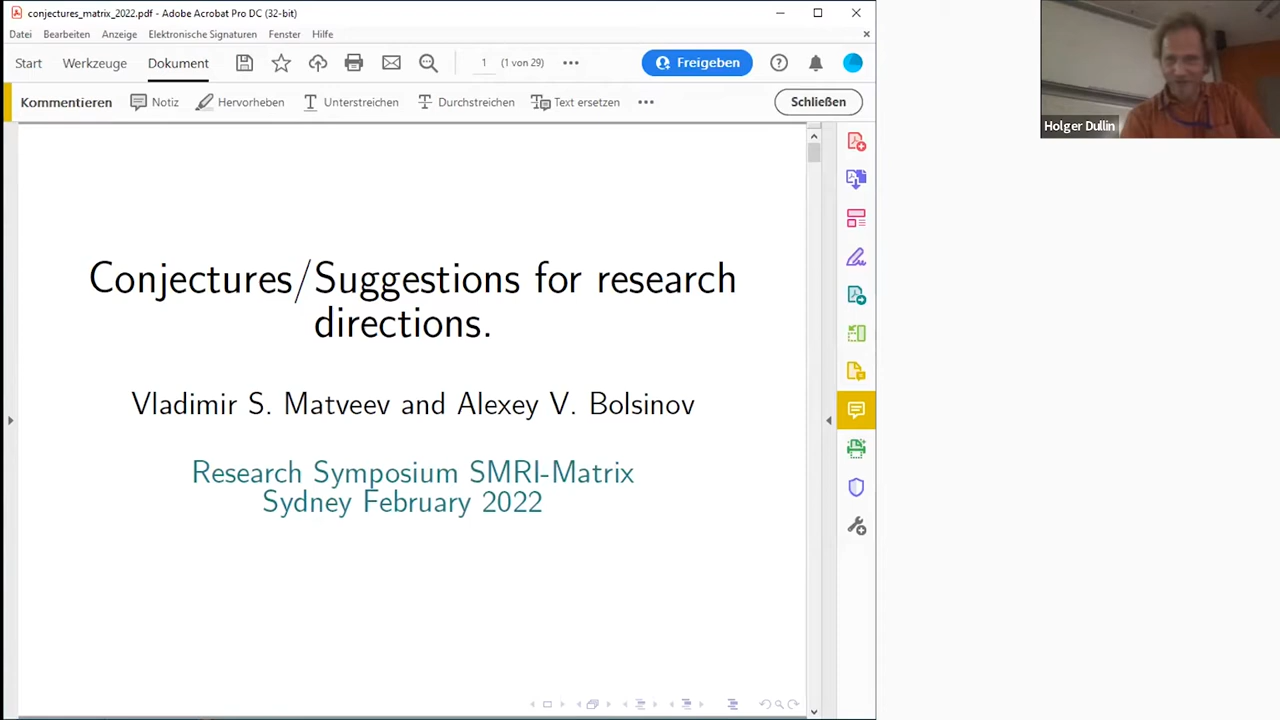 conjectures_matrix_2022.pdf - Adobe Acrobat Pro DC (32-bit)
Datei Bearbeiten Anzeige Elektronische Signaturen Fenster Hilfe
Start Werkzeuge Dokument 1 (1 von 29) Freigeben
Kommentieren Notiz Hervorheben Unterstreichen Durchstreichen Text ersetzen Schließen
Conjectures/Suggestions for research
directions.
Vladimir S. Matveev and Alexey V. Bolsinov
Research Symposium SMRI-Matrix
Sydney February 2022
Holger Dullin